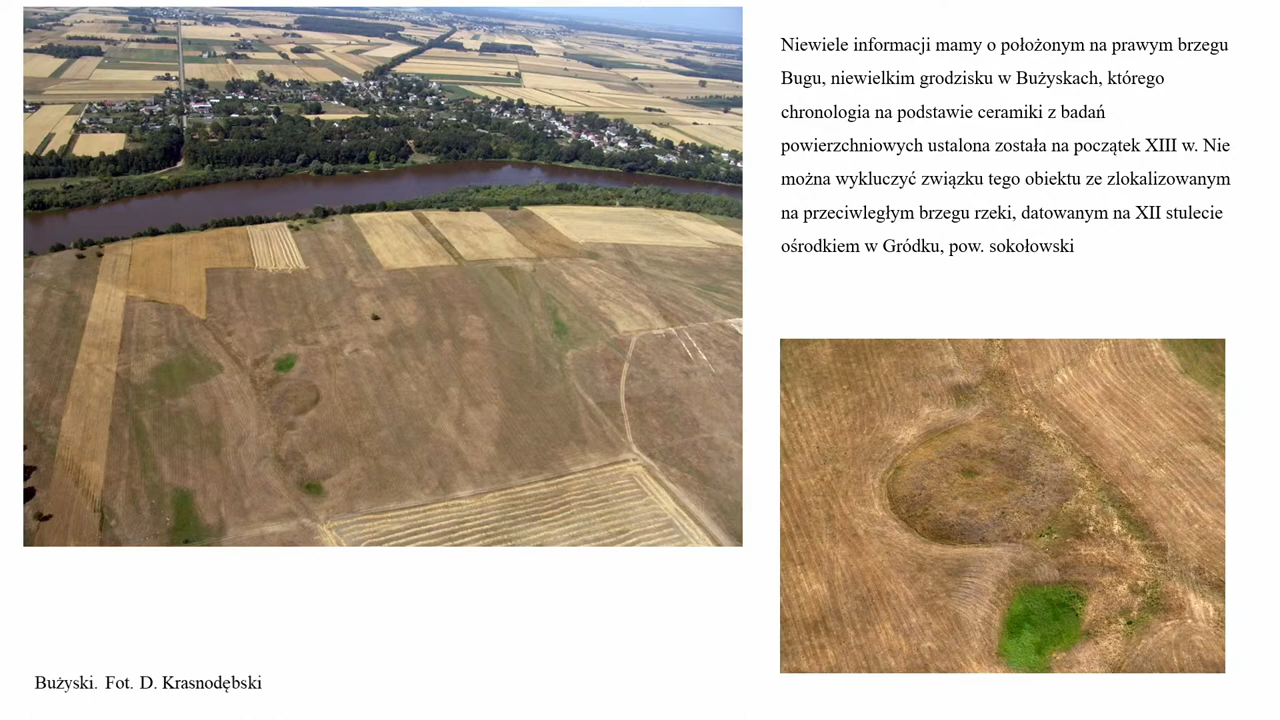 Niewiele informacji mamy o położonym na prawym brzegu
Bugu, niewielkim grodzisku w Bużyskach, którego
chronologia na podstawie ceramiki z badań
powierzchniowych ustalona została na początek XIII w. Nie
można wykluczyć związku tego obiektu ze zlokalizowanym
na przeciwległym brzegu rzeki, datowanym na XII stulecie
ośrodkiem w Gródku, pow. sokołowski
Bużyski. Fot. D. Krasnodębski